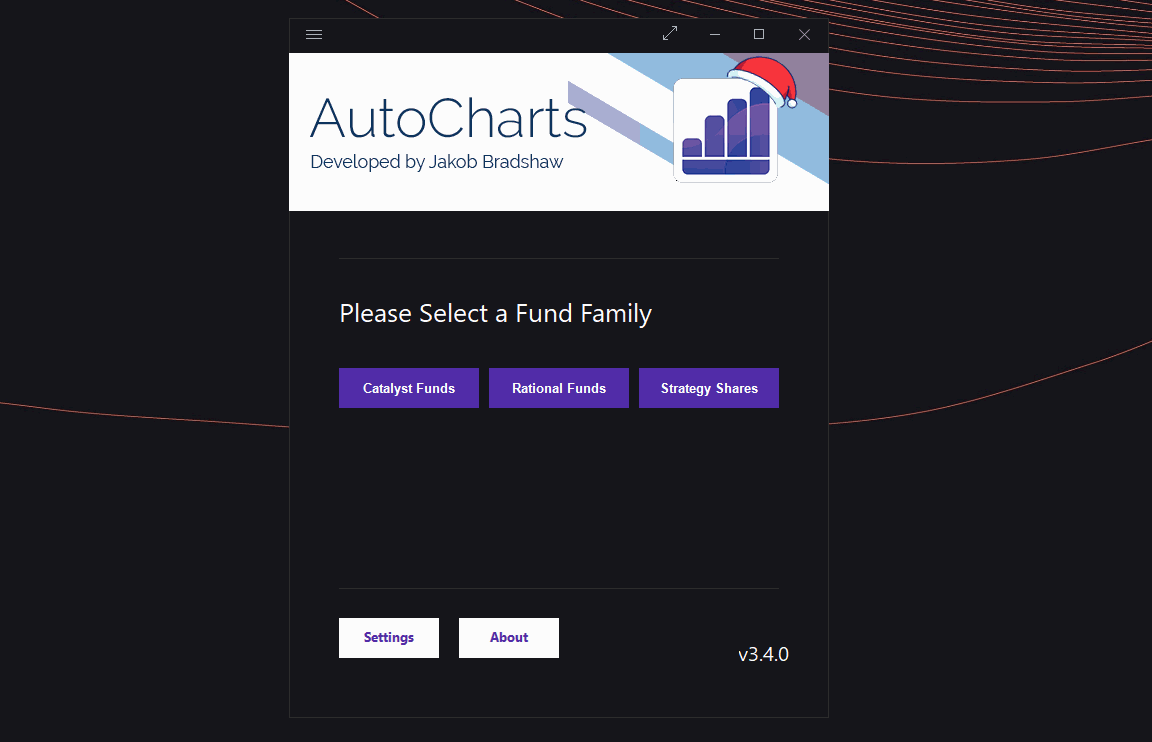 AutoCharts
Developed by Jakob Bradshaw
Please Select a Fund Family
Catalyst Funds
Rational Funds
Strategy Shares
Settings
About
v3.4.0